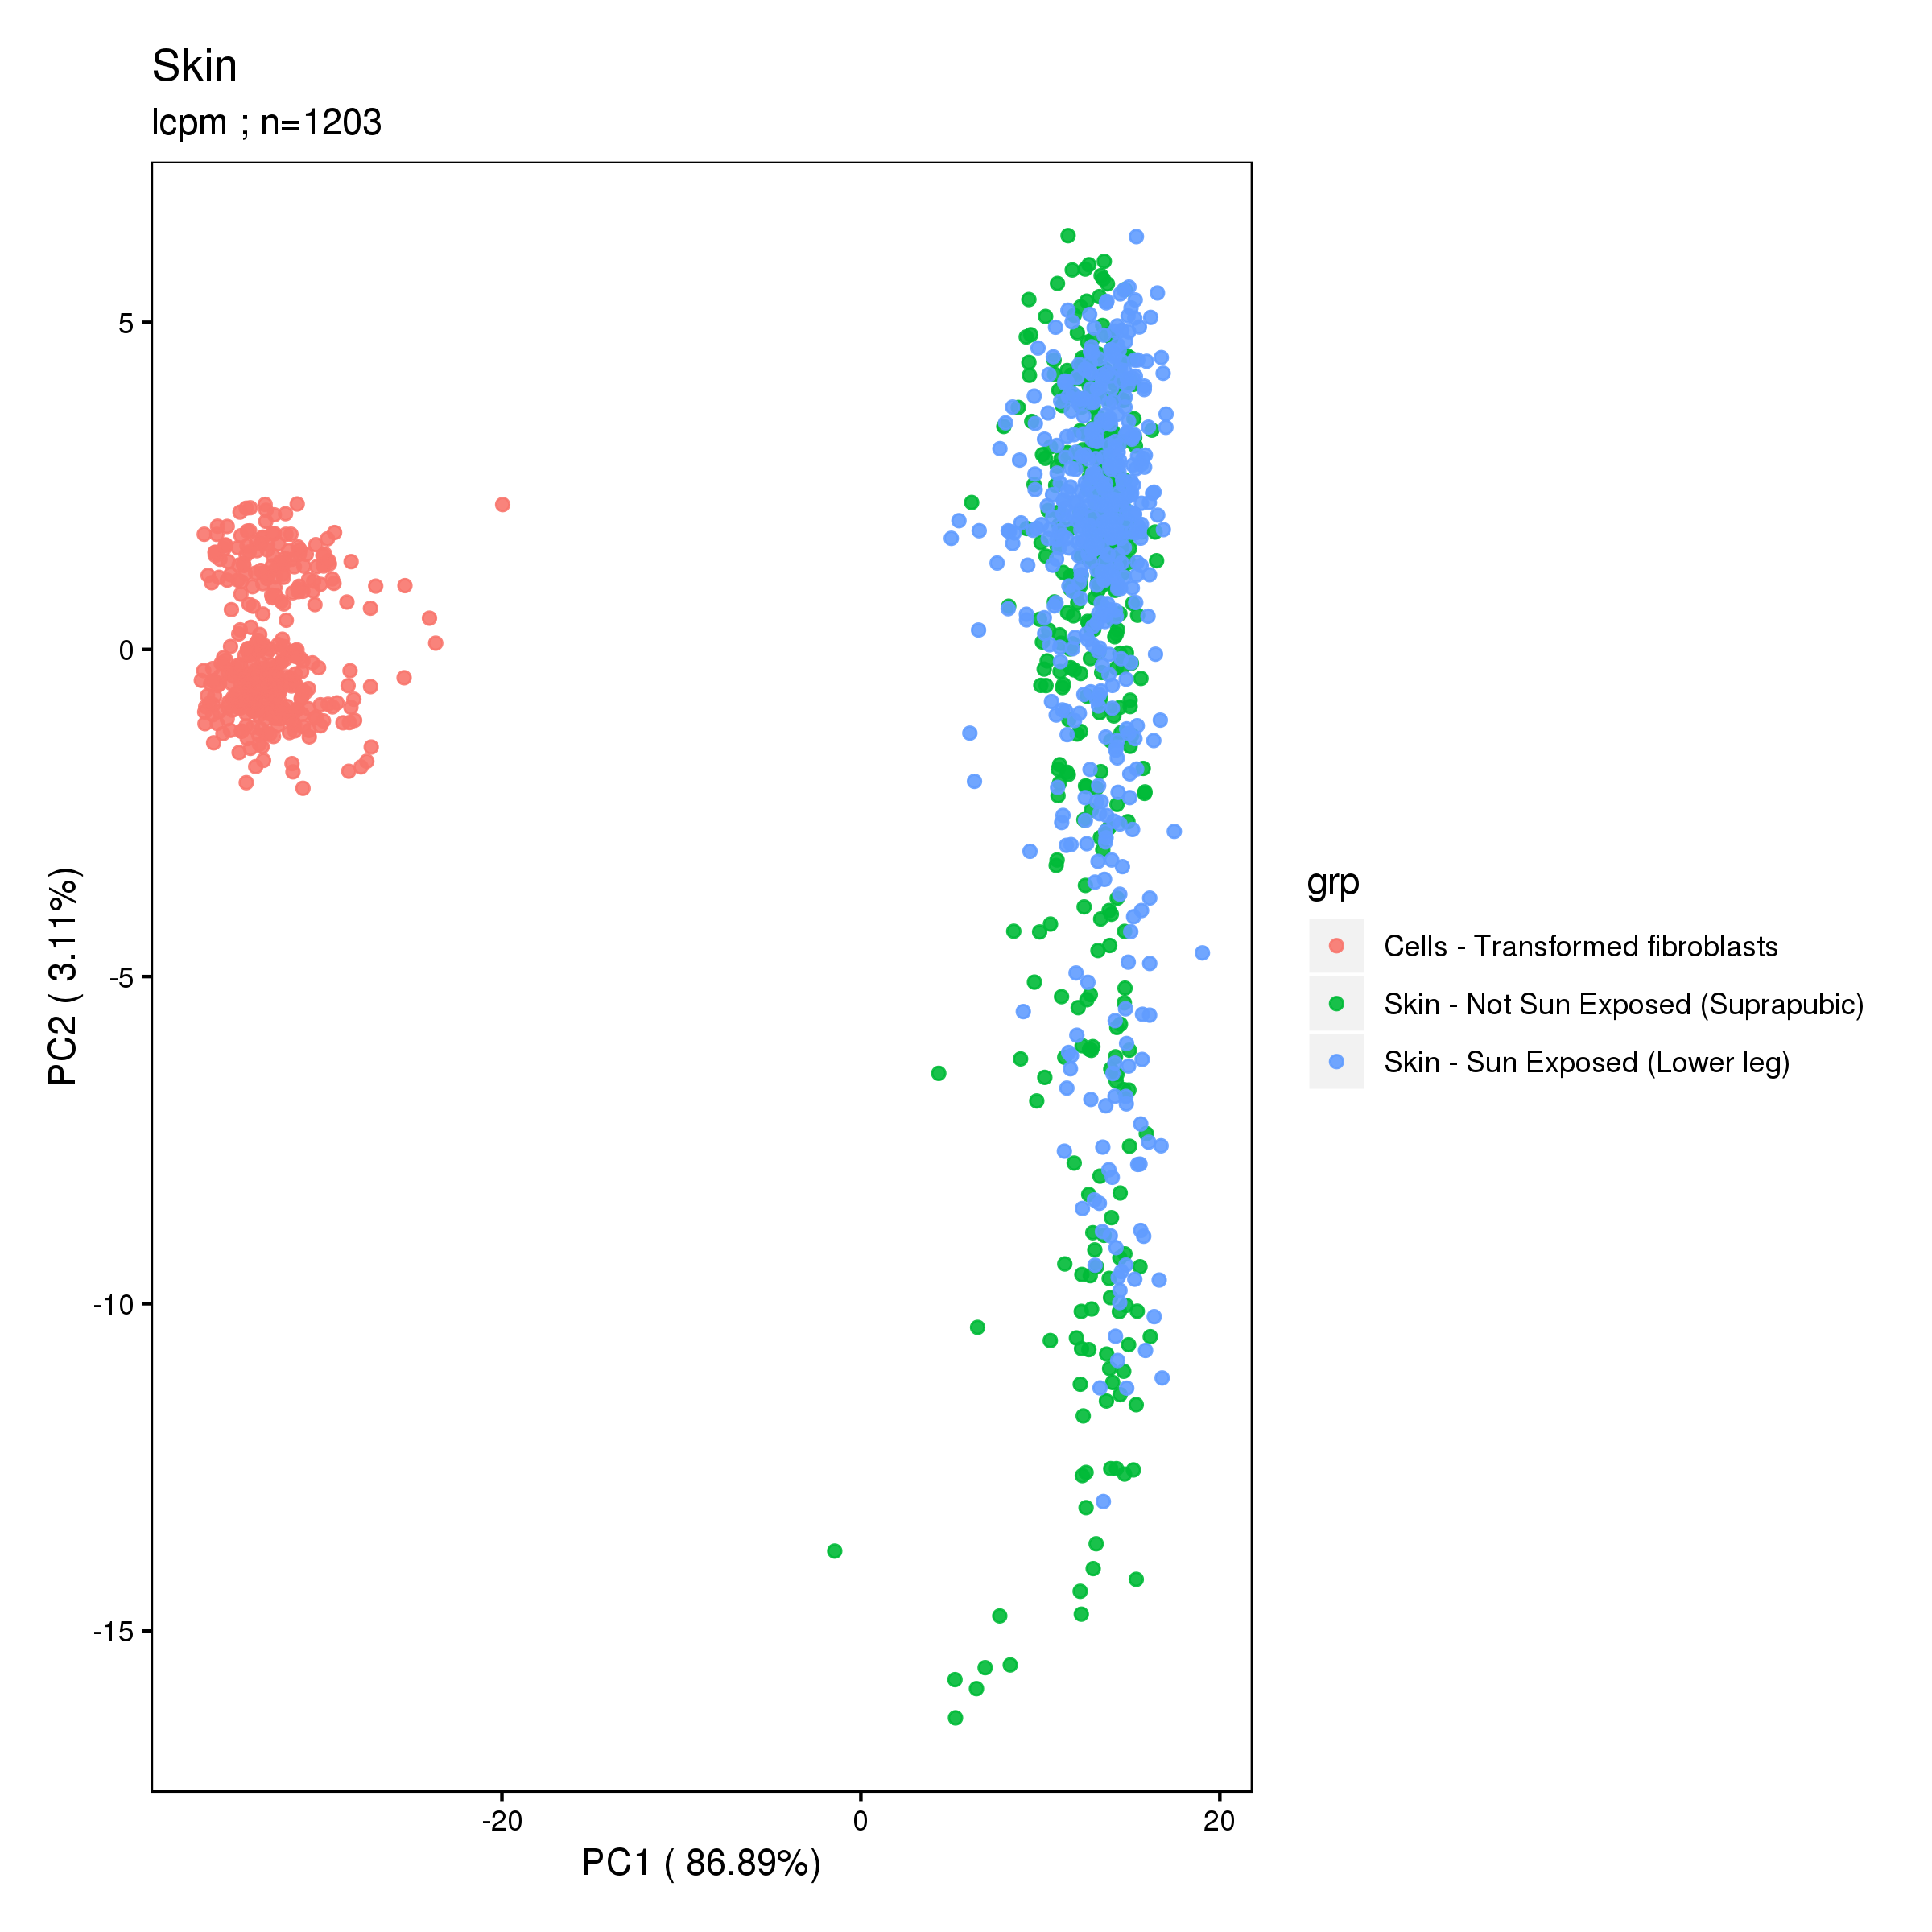 Skin
lcpm ; n=1203
5
0
-5
-10
-15
PC2 ( 3.11%)
-20
0
20
PC1 ( 86.89%)
grp
Cells - Transformed fibroblasts
Skin - Not Sun Exposed (Suprapubic)
Skin - Sun Exposed (Lower leg)